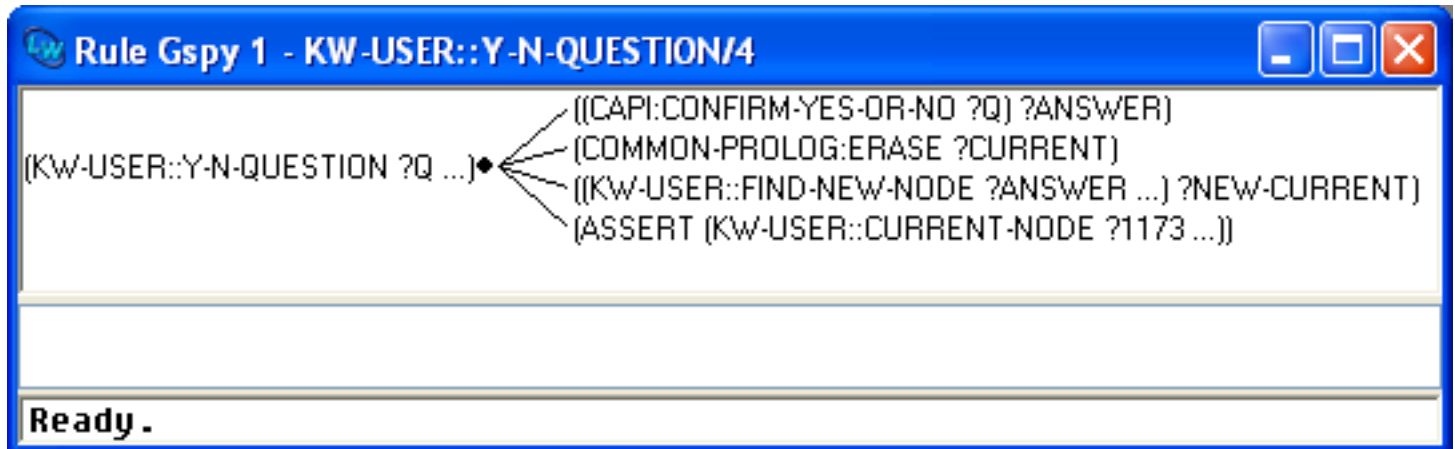 Rule Gspy 1 - KW-USER::Y-N-QUESTION/4
((CAPI:CONFIRM-YES-OR-NO ?Q) ?ANSWER)
(COMMON-PROLOG:ERASE ?CURRENT)
(KW-USER::Y-N-QUESTION ?Q ...)
((KW-USER::FIND-NEW-NODE ?ANSWER ...) ?NEW-CURRENT)
(ASSERT (KW-USER::CURRENT-NODE ?1173 ...))
Ready.